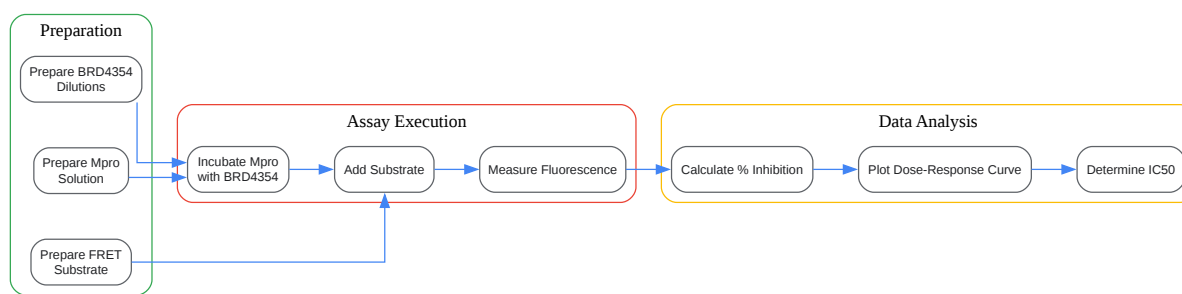 Preparation
Prepare BRD4354
Dilutions
Prepare Mpro
Solution
Prepare FRET
Substrate
Assay Execution
Incubate Mpro
with BRD4354
Add Substrate
Measure Fluorescence
Data Analysis
Calculate % Inhibition
Plot Dose-Response Curve
Determine IC50